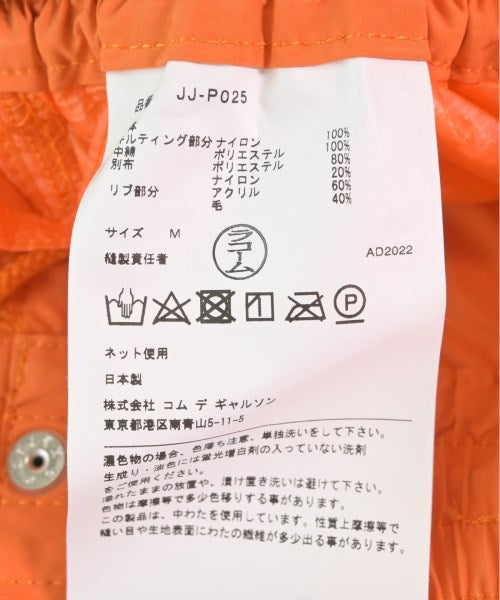 品番 JJ-P025
本
キルティング部分 ナイロン 100%
中綿 ポリエステル 100%
別布 ポリエステル 80%
ナイロン 20%
リブ部分 アクリル 60%
毛 40%
サイズ M
縫製責任者 ラコーム AD2022
P
ネット使用
日本製
株式会社 コム デ ギャルソン
東京都港区南青山5-11-5
濃色物の場合、色落ち注意、単独洗いをして下さい。
生成り・淡色には蛍光増白剤の入っていない洗剤
をご使用下さい。
濡れたままの放置や、漬け置き洗いは避けて下さい。
色物は摩擦等で多少色移りする事があります。
この製品は、中わたを使用しています。性質上摩擦等で
縫い目や生地表面にわたの繊維が多少出る事があります。